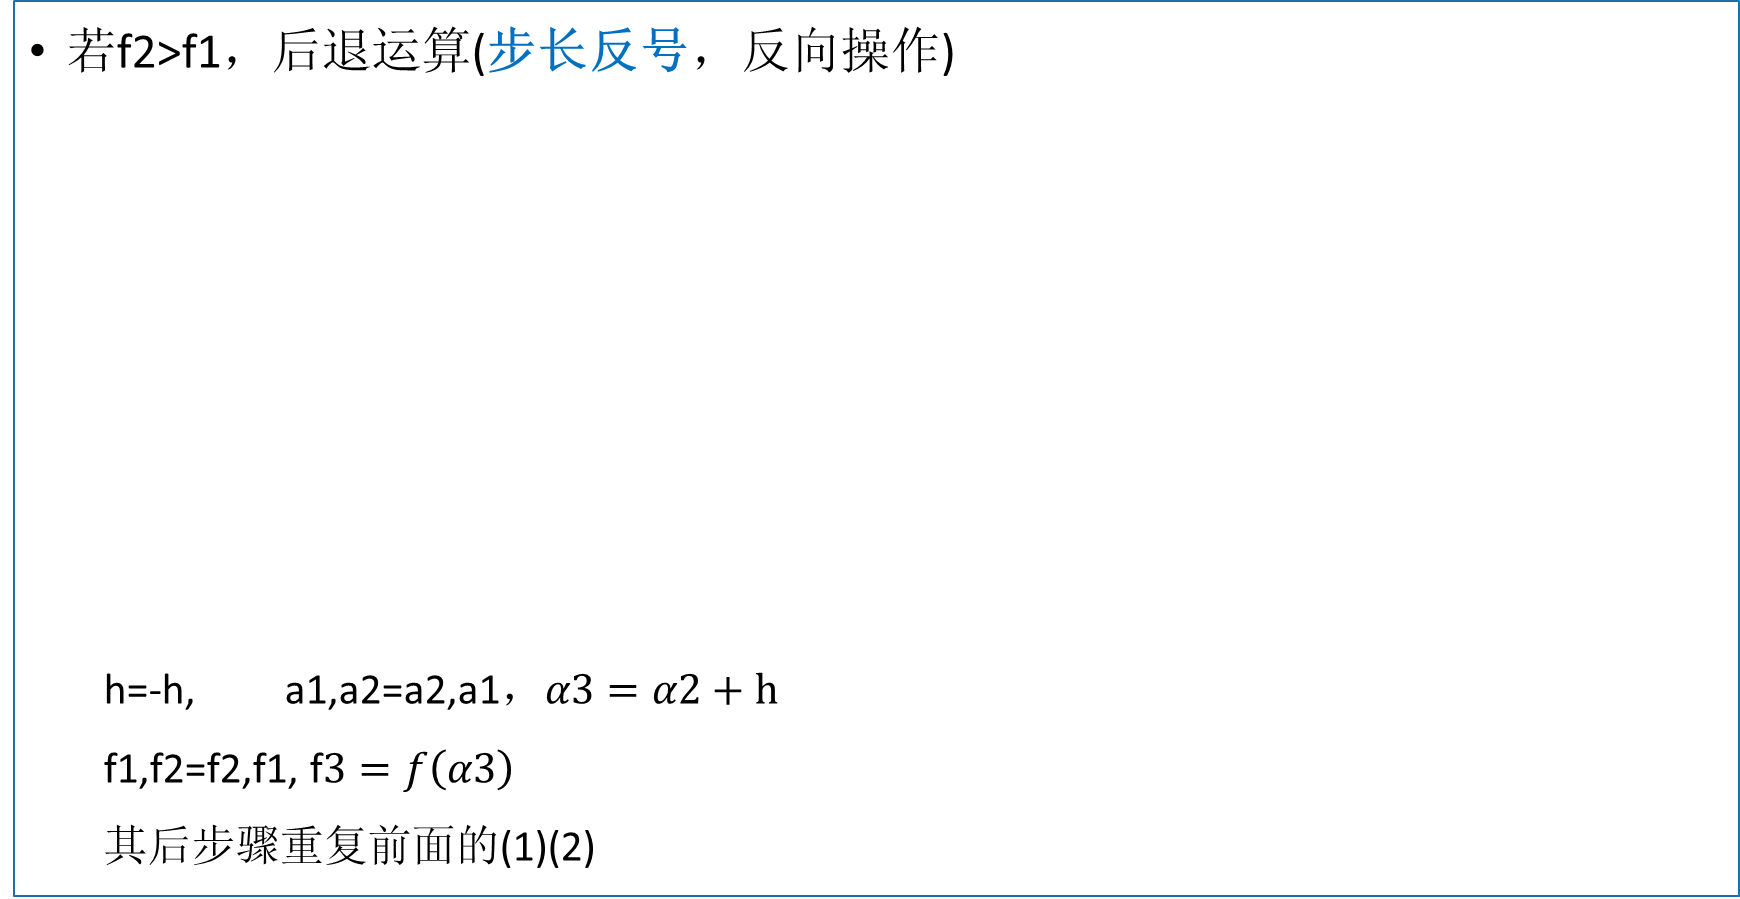 • 若f2>f1，后退运算(步长反号，反向操作)
h=-h, a1,a2=a2,a1，𝛼3 = 𝛼2 + h
f1,f2=f2,f1, f3 = 𝑓(𝛼3)
其后步骤重复前面的(1)(2)